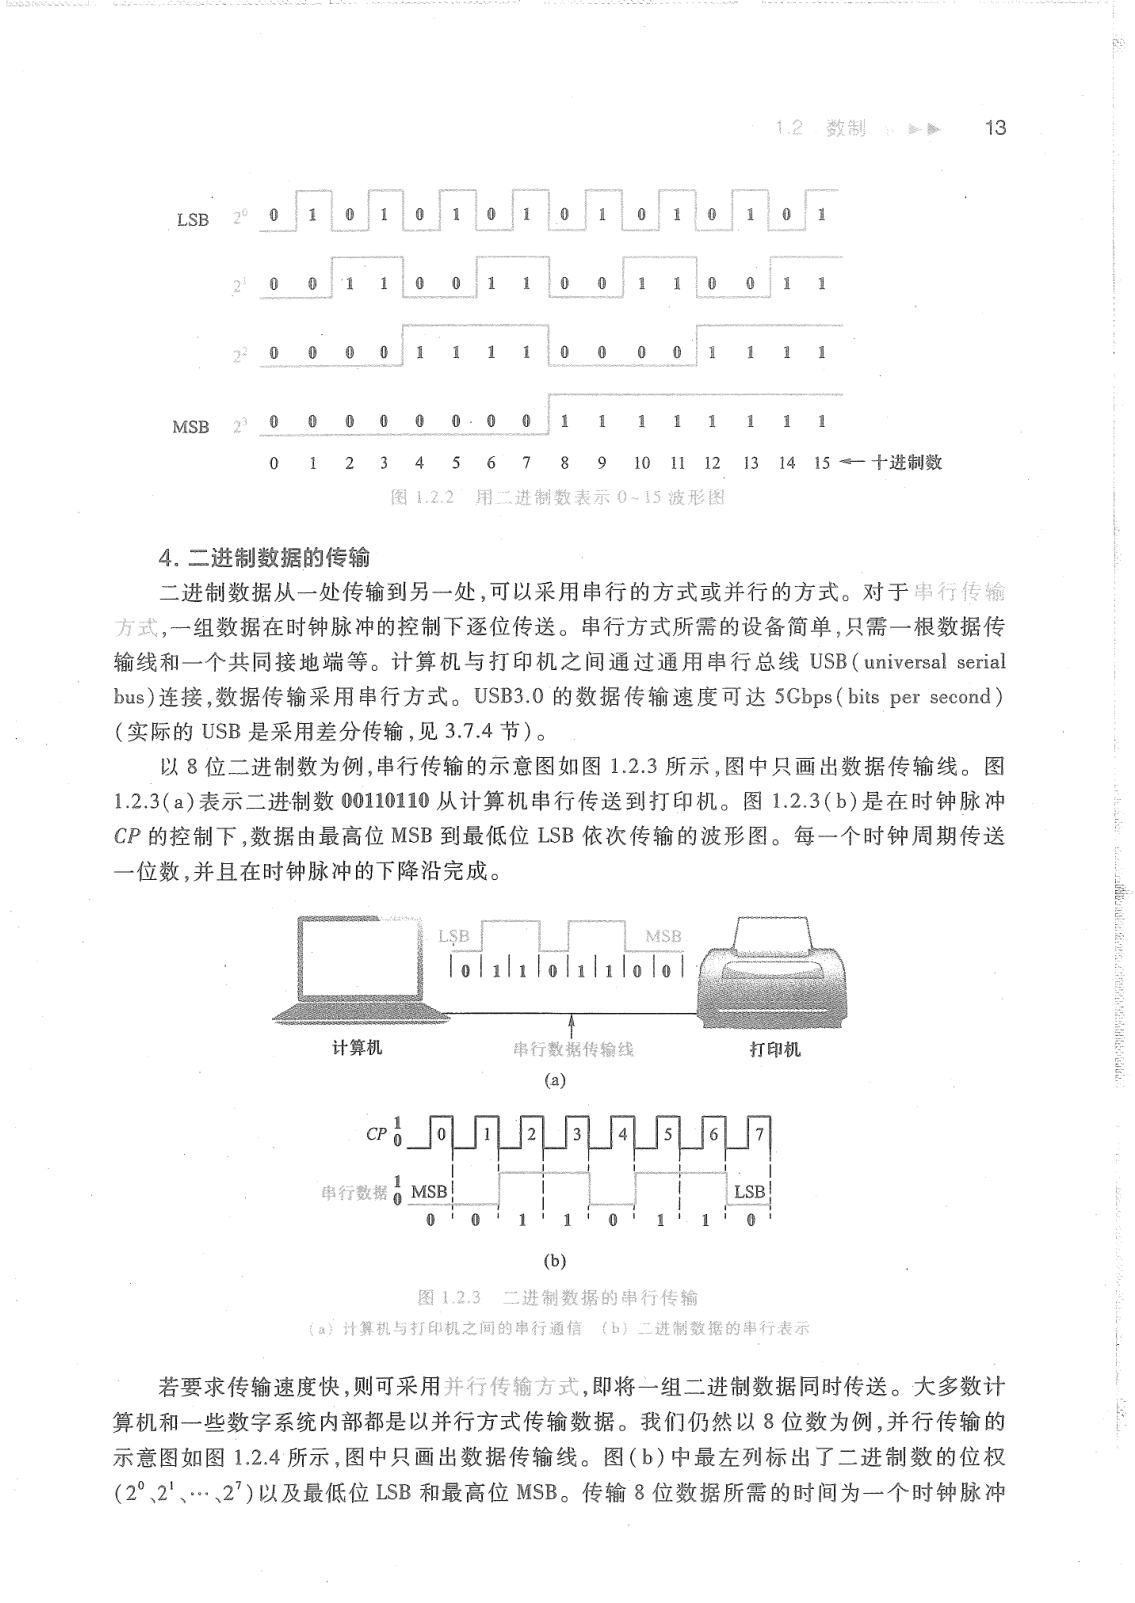 1.2 数制 13
LSB 2⁰ 0 1 0 1 0 1 0 1 0 1 0 1 0 1 0 1
2¹ 0 0 1 1 0 0 1 1 0 0 1 1 0 0 1 1
2² 0 0 0 0 1 1 1 1 0 0 0 0 1 1 1 1
MSB 2³ 0 0 0 0 0 0 0 0 1 1 1 1 1 1 1 1
0 1 2 3 4 5 6 7 8 9 10 11 12 13 14 15 ← 十进制数
图 1.2.2 用二进制数表示 0~15 波形图
4. 二进制数据的传输
二进制数据从一处传输到另一处,可以采用串行的方式或并行的方式。对于串行传输
方式,一组数据在时钟脉冲的控制下逐位传送。串行方式所需的设备简单,只需一根数据传
输线和一个共同接地端等。计算机与打印机之间通过通用串行总线 USB(universal serial
bus)连接,数据传输采用串行方式。USB3.0 的数据传输速度可达 5Gbps(bits per second)
(实际的 USB 是采用差分传输,见 3.7.4 节)。
以 8 位二进制数为例,串行传输的示意图如图 1.2.3 所示,图中只画出数据传输线。图
1.2.3(a)表示二进制数 00110110 从计算机串行传送到打印机。图 1.2.3(b)是在时钟脉冲
CP 的控制下,数据由最高位 MSB 到最低位 LSB 依次传输的波形图。每一个时钟周期传送
一位数,并且在时钟脉冲的下降沿完成。
LSB MSB
0 1 1 0 1 1 0 0
计算机 串行数据传输线 打印机
(a)
CP 1 0 0 1 2 3 4 5 6 7
串行数据 1 0 MSB LSB
0 0 1 1 0 1 1 0
(b)
图 1.2.3 二进制数据的串行传输
(a) 计算机与打印机之间的串行通信 (b) 二进制数据的串行表示
若要求传输速度快,则可采用并行传输方式,即将一组二进制数据同时传送。大多数计
算机和一些数字系统内部都是以并行方式传输数据。我们仍然以 8 位数为例,并行传输的
示意图如图 1.2.4 所示,图中只画出数据传输线。图(b)中最左列标出了二进制数的位权
(2⁰、2¹、…、2⁷)以及最低位 LSB 和最高位 MSB。传输 8 位数据所需的时间为一个时钟脉冲